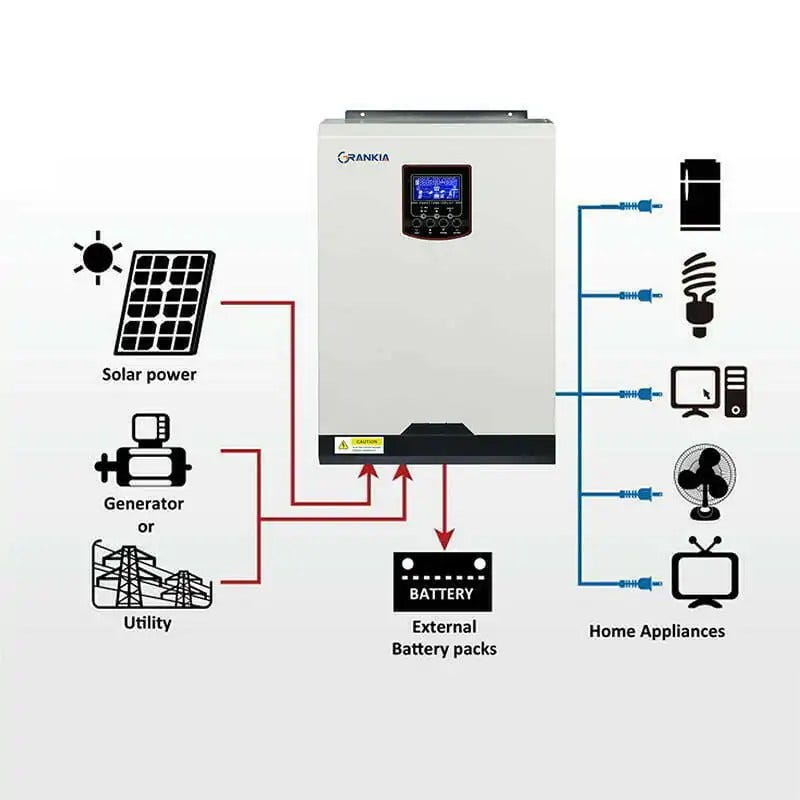 GRANKIA
CAUTION
Solar power
Generator
or
Utility
BATTERY
External
Battery packs
Home Appliances